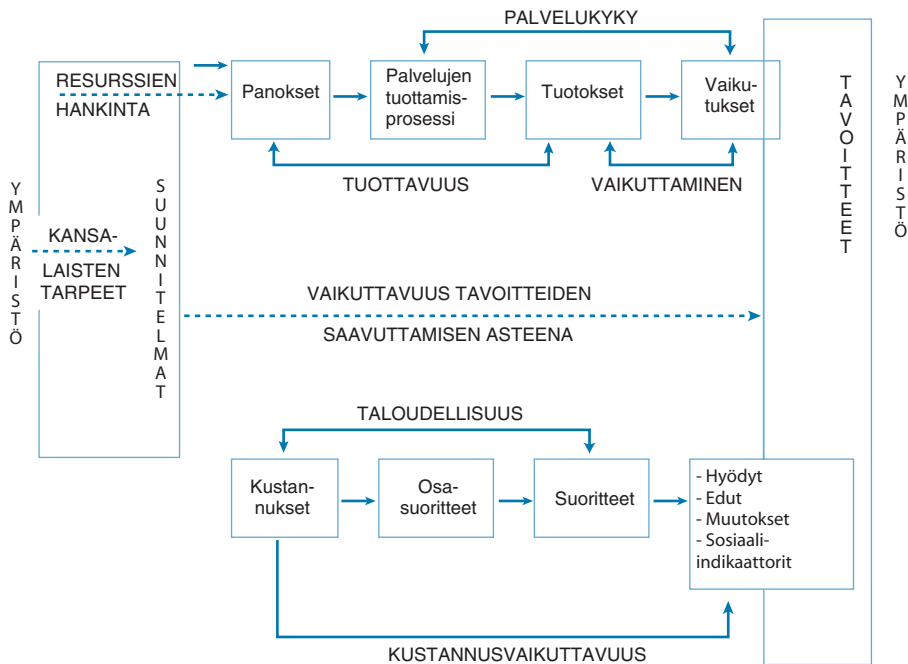 PALVELUKYKY
RESURSSIEN
HANKINTA
Panokset
Palvelujen
tuottamis-
prosessi
Tuotokset
Vaiku-
tukset
TUOTTAVUUS
VAIKUTTAMINEN
YMPÄRISTÖ
KANSA-
LAISTEN
TARPEET
SUUNNITELMAT
TAVOITTEET
YMPÄRISTÖ
VAIKUTTAVUUS TAVOITTEIDEN
SAAVUTTAMISEN ASTEENA
TALOUDELLISUUS
Kustan-
nukset
Osa-
suoritteet
Suoritteet
- Hyödyt
- Edut
- Muutokset
- Sosiaali-
indikaattorit
KUSTANNUSVAIKUTTAVUUS